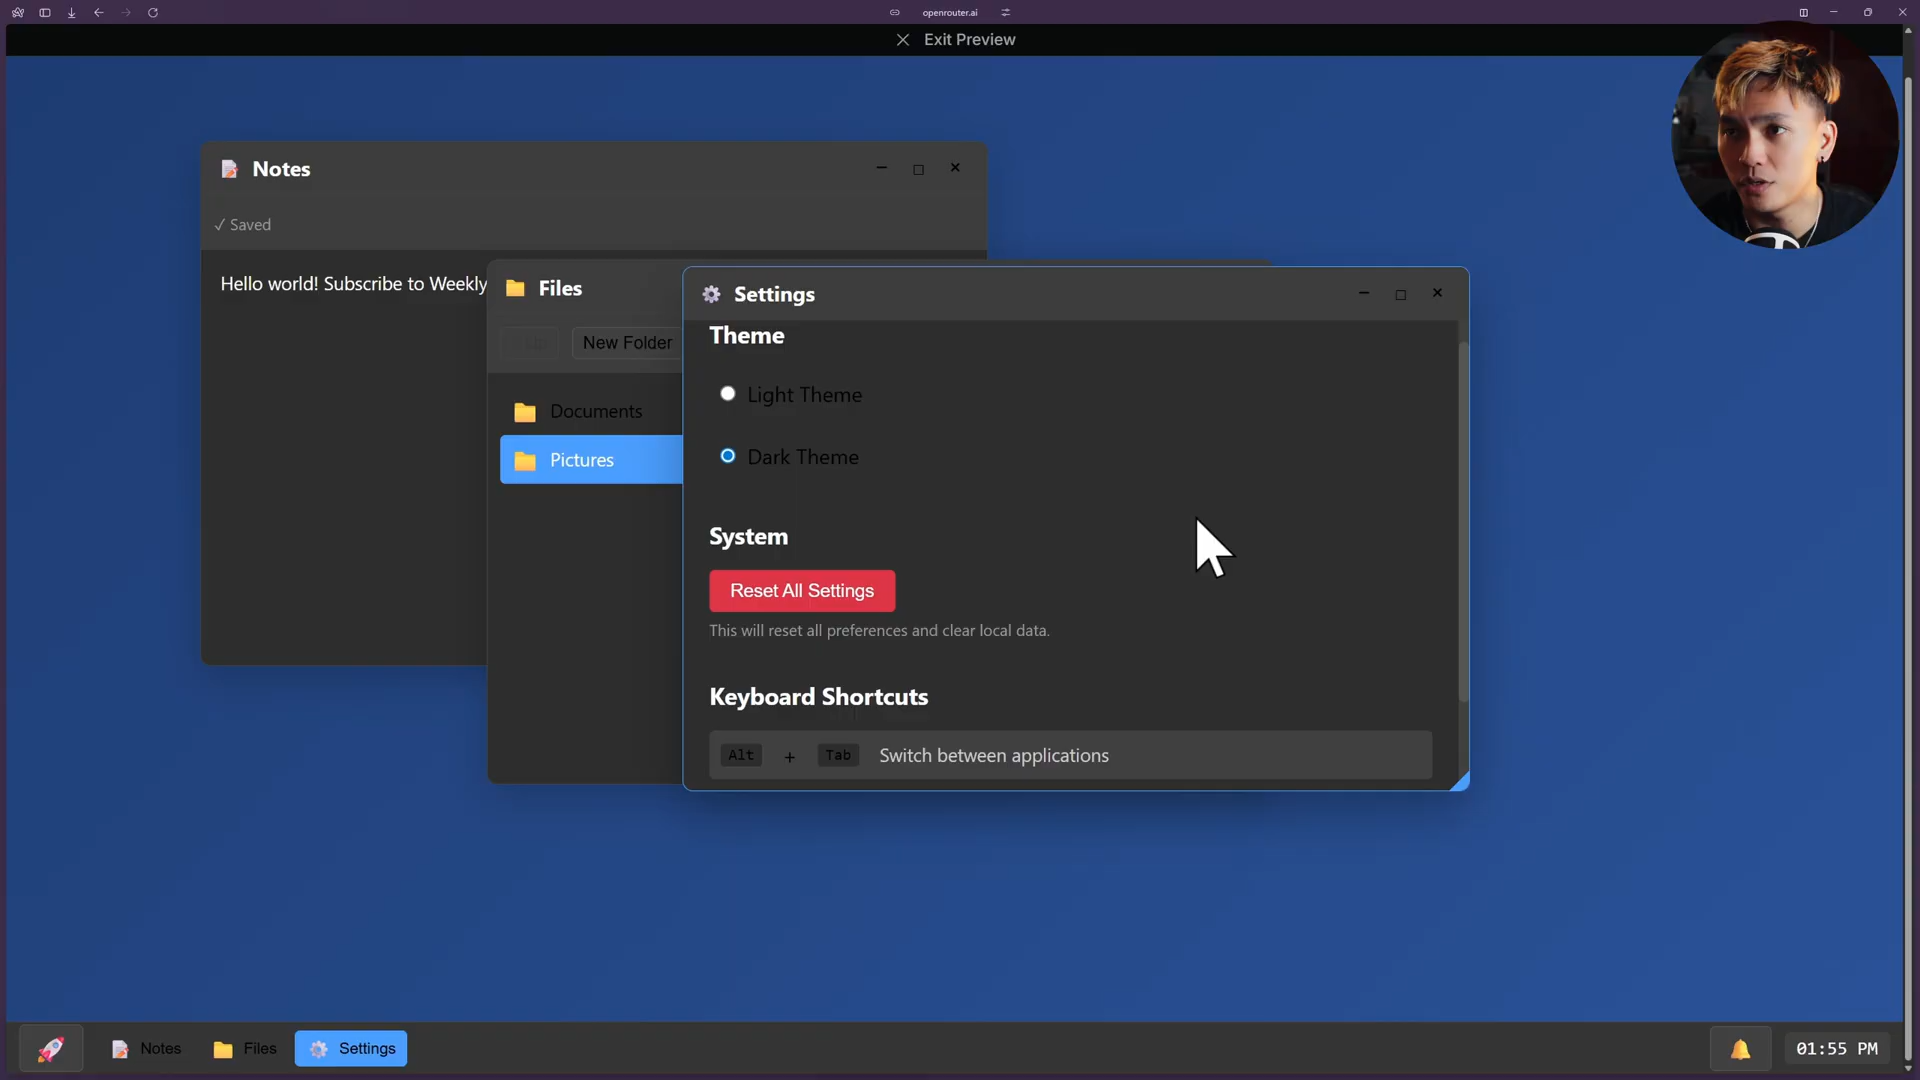 openrouter.ai
Exit Preview
Notes
✓ Saved
Hello world! Subscribe to Weekly
Files
New Folder
Documents
Pictures
Settings
Theme
Light Theme
Dark Theme
System
Reset All Settings
This will reset all preferences and clear local data.
Keyboard Shortcuts
Alt + Tab Switch between applications
Notes Files Settings
01:55 PM